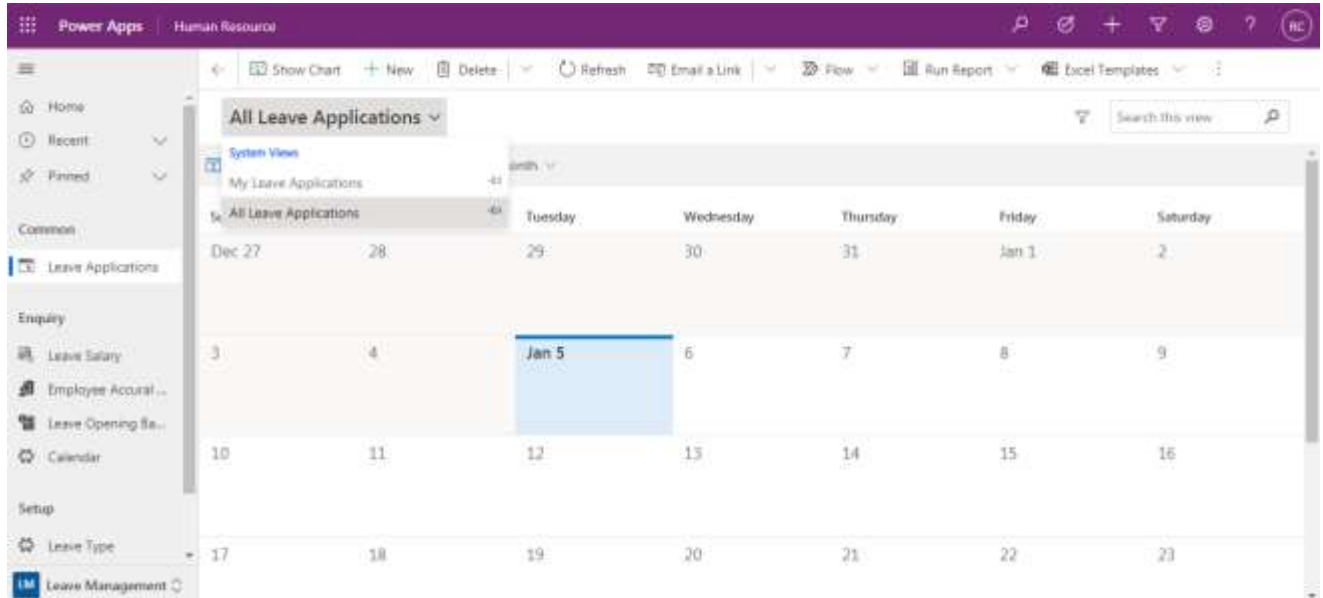 Power Apps Human Resource ? RC
Show Chart New Delete Refresh Email a Link Flow Run Report Excel Templates
Home
Recent
Pinned
Common
Leave Applications
Enquiry
Leave Salary
Employee Accural ...
Leave Opening Ba...
Calendar
Setup
Leave Type
LM Leave Management
All Leave Applications Search this view
System Views
My Leave Applications
All Leave Applications
Tuesday Wednesday Thursday Friday Saturday
Dec 27 28 29 30 31 Jan 1 2
3 4 Jan 5 6 7 8 9
10 11 12 13 14 15 16
17 18 19 20 21 22 23